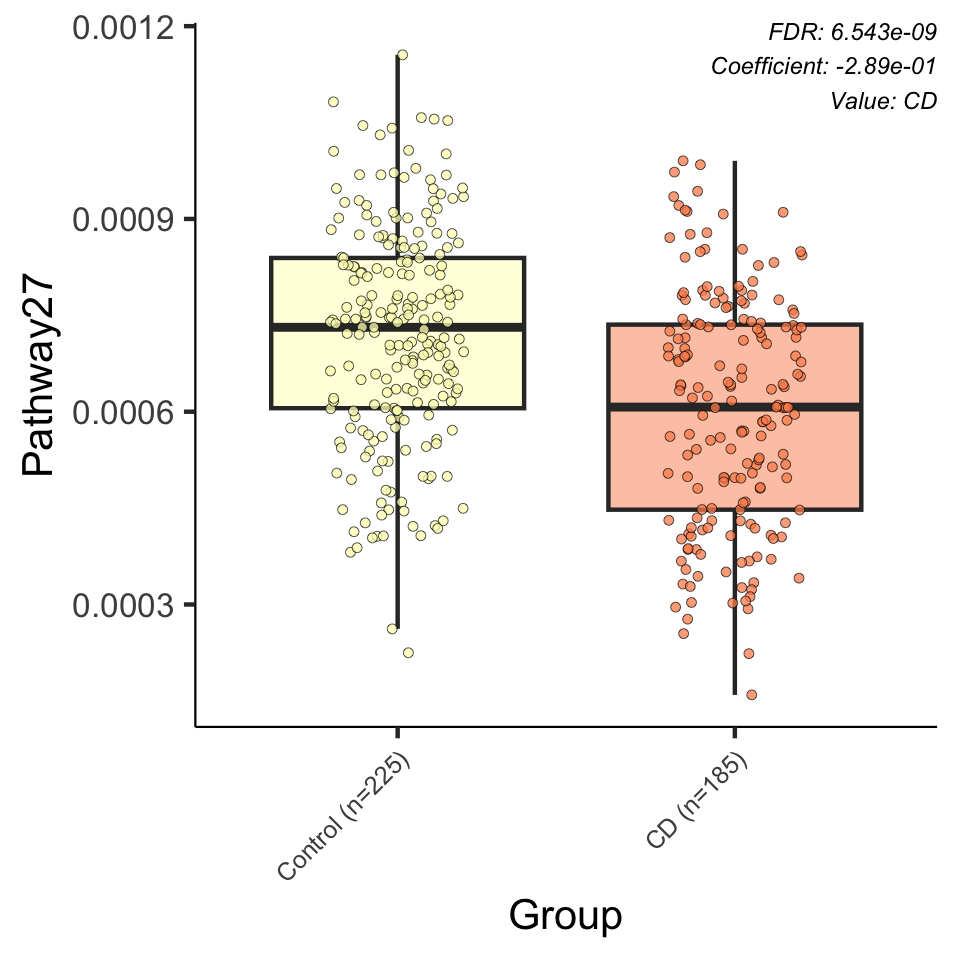 FDR: 6.543e-09
Coefficient: -2.89e-01
Value: CD
0.0012
0.0009
0.0006
0.0003
Pathway27
Control (n=225)
CD (n=185)
Group